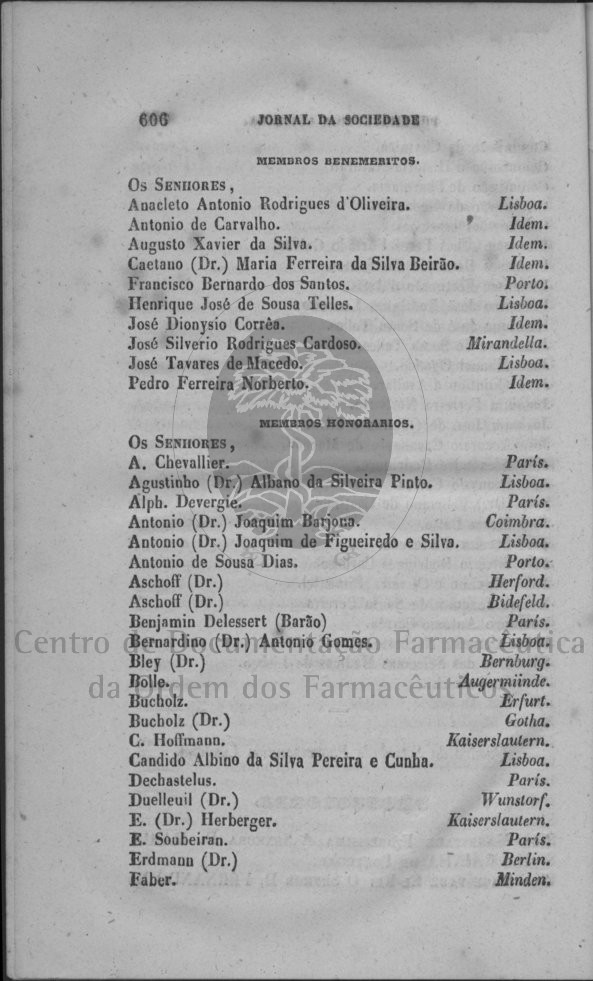 606 JORNAL DA SOCIEDADE
MEMBROS BENEMERITOS.
Os SENHORES,
Anacleto Antonio Rodrigues d'Oliveira. Lisboa.
Antonio de Carvalho. Idem.
Augusto Xavier da Silva. Idem.
Caetano (Dr.) Maria Ferreira da Silva Beirão. Idem.
Francisco Bernardo dos Santos. Porto.
Henrique José de Sousa Telles. Lisboa.
José Dionysio Corrêa. Idem.
José Silverio Rodrigues Cardoso. Mirandella.
José Tavares de Macedo. Lisboa.
Pedro Ferreira Norberto. Idem.
MEMBROS HONORARIOS.
Os SENHORES,
A. Chevallier. París.
Agustinho (Dr.) Albano da Silveira Pinto. Lisboa.
Alph. Devergie. París.
Antonio (Dr.) Joaquim Barjona. Coimbra.
Antonio (Dr.) Joaquim de Figueiredo e Silva. Lisboa.
Antonio de Sousa Dias. Porto.
Aschoff (Dr.) Herford.
Aschoff (Dr.) Bidefeld.
Benjamin Delessert (Barão) París.
Bernardino (Dr.) Antonio Gomes. Lisboa.
Centro de Documentação Farmacêutica
Bley (Dr.) Bernburg.
Bolle. Augermünde.
da Ordem dos Farmacêuticos
Bucholz. Erfurt.
Bucholz (Dr.) Gotha.
C. Hoffmann. Kaiserslautern.
Candido Albino da Silva Pereira e Cunha. Lisboa.
Dechastelus. París.
Duelleuil (Dr.) Wunstorf.
E. (Dr.) Herberger. Kaiserslautern.
E. Soubeiran. París.
Erdmann (Dr.) Berlin.
Faber. Minden.